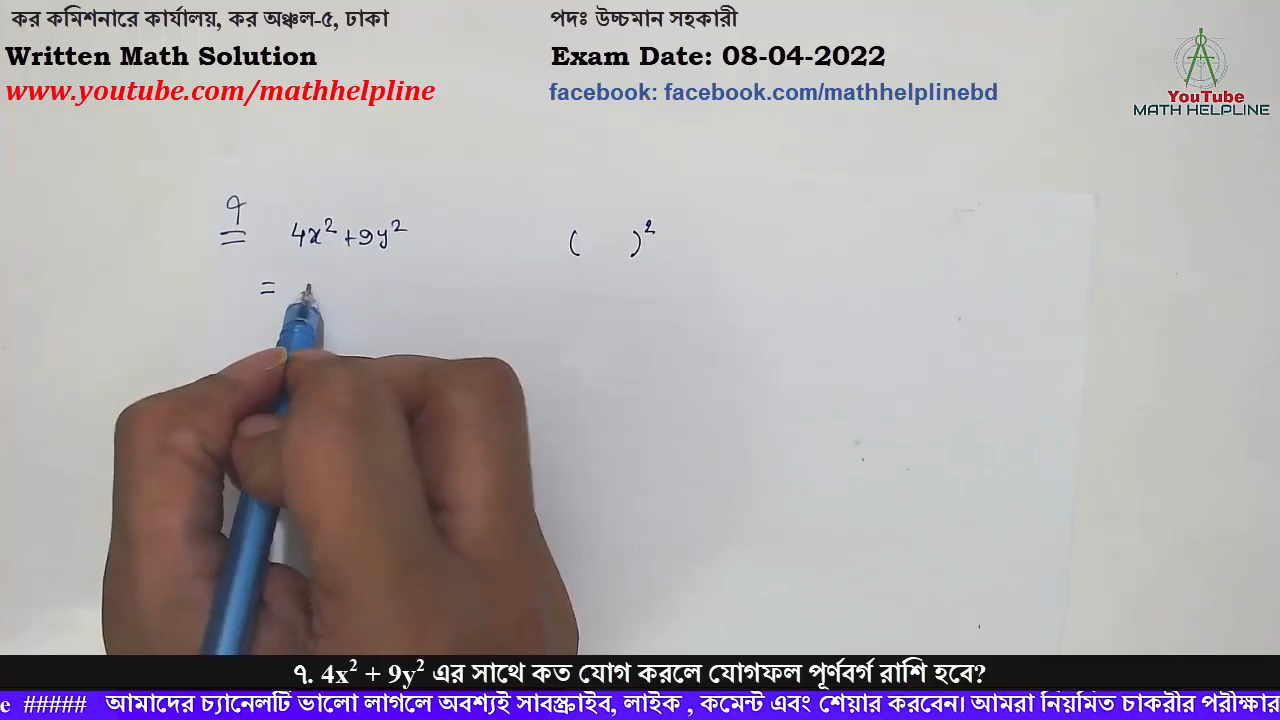 কর কমিশনারে কার্যালয়, কর অঞ্চল-৫, ঢাকা
পদঃ উচ্চমান সহকারী
Written Math Solution
Exam Date: 08-04-2022
www.youtube.com/mathhelpline
facebook: facebook.com/mathhelplinebd
YouTube
MATH HELPLINE
৭
4x² + 9y²
( )²
=
৭. 4x² + 9y² এর সাথে কত যোগ করলে যোগফল পূর্ণবর্গ রাশি হবে?
e ##### আমাদের চ্যানেলটি ভালো লাগলে অবশ্যই সাবস্ক্রাইব, লাইক , কমেন্ট এবং শেয়ার করবেন। আমরা নিয়মিত চাকরীর পরীক্ষার